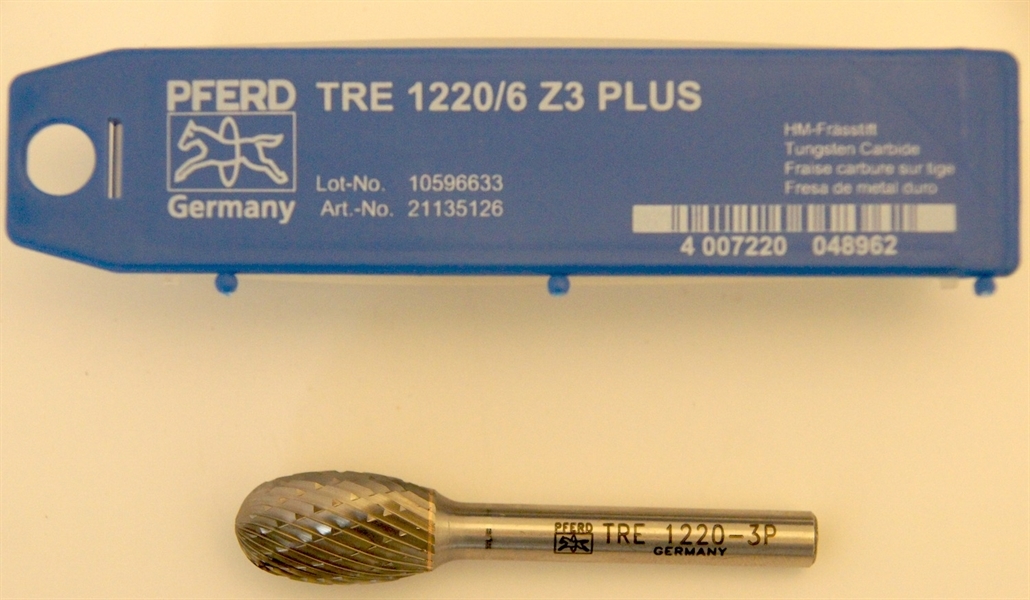 PFERD
TRE 1220/6 Z3 PLUS
HM-Frässtift
Tungsten Carbide
Fraise carbure sur tige
Fresa de metal duro
Lot-No. 10596633
Art.-No. 21135126
Germany
4 007220 048962
PFERD
TRE 1220-3P
GERMANY